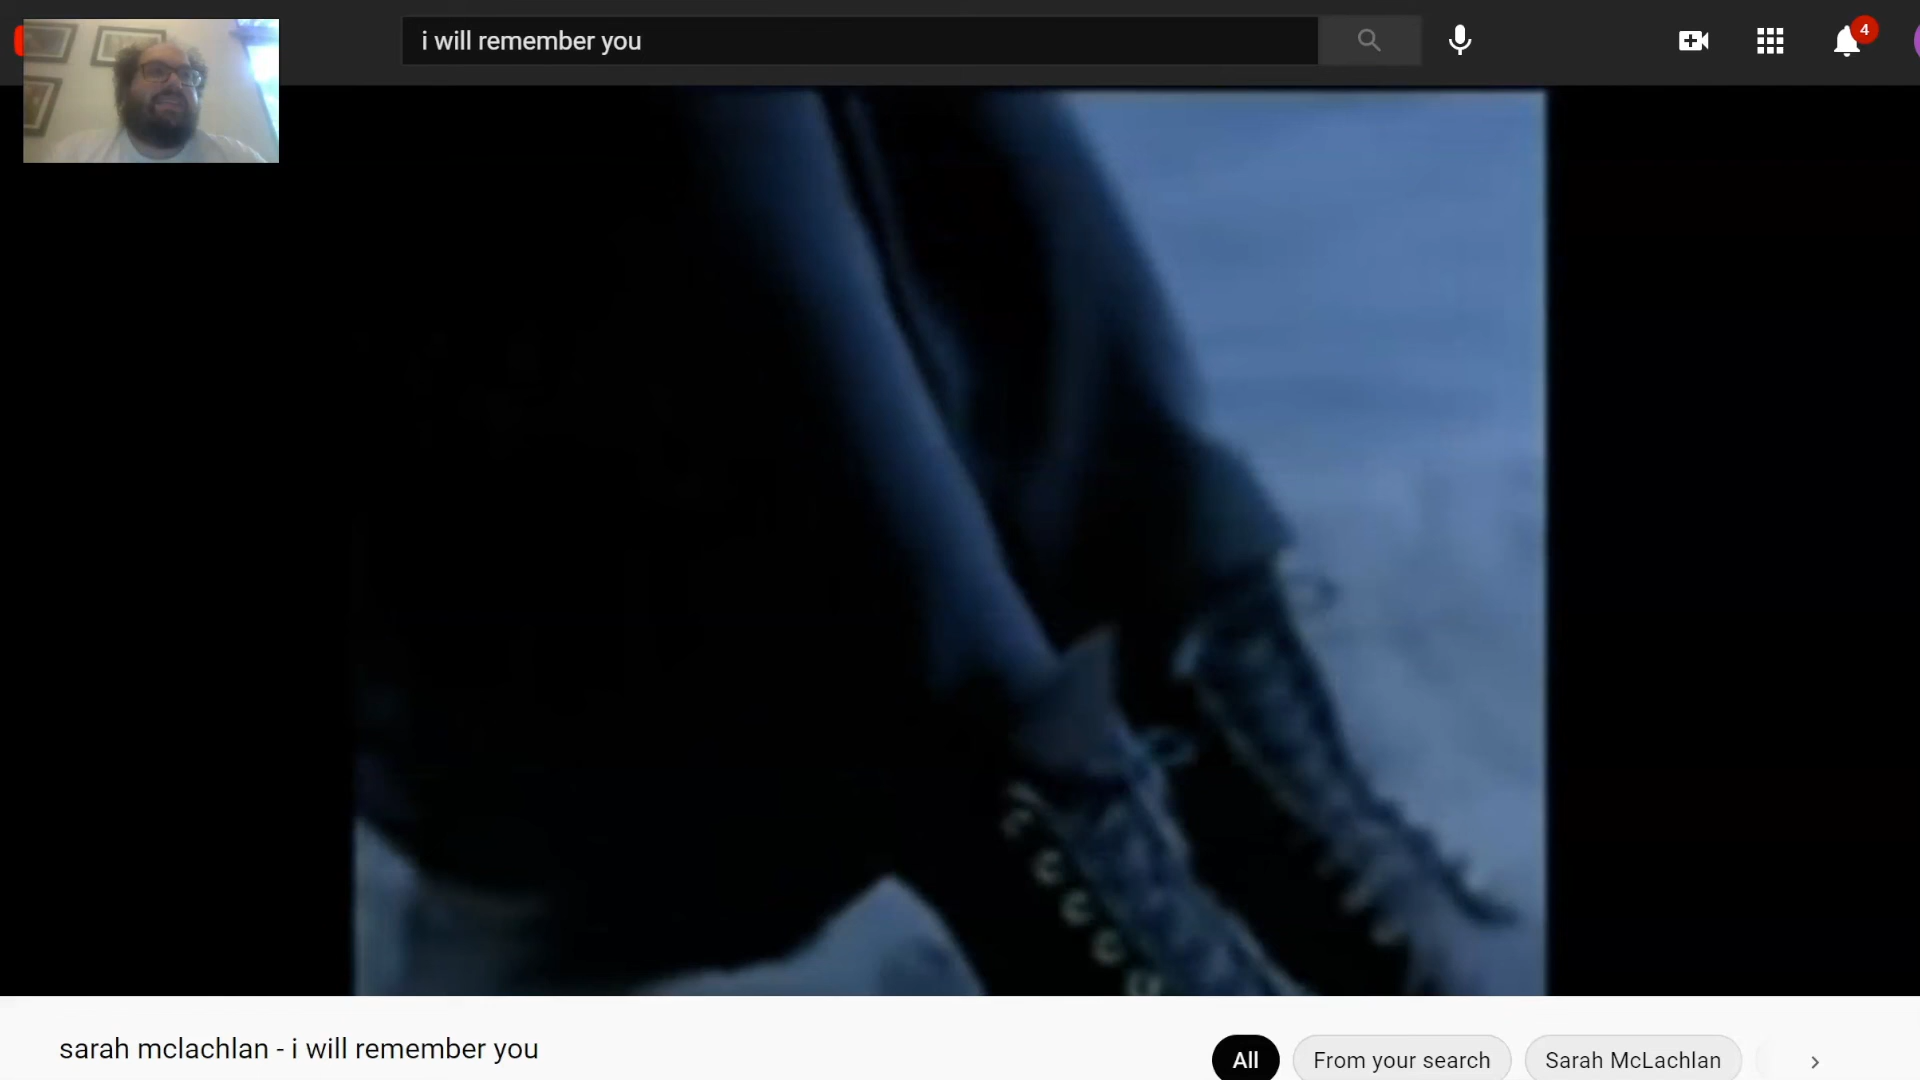 i will remember you
4
sarah mclachlan - i will remember you
All
From your search
Sarah McLachlan